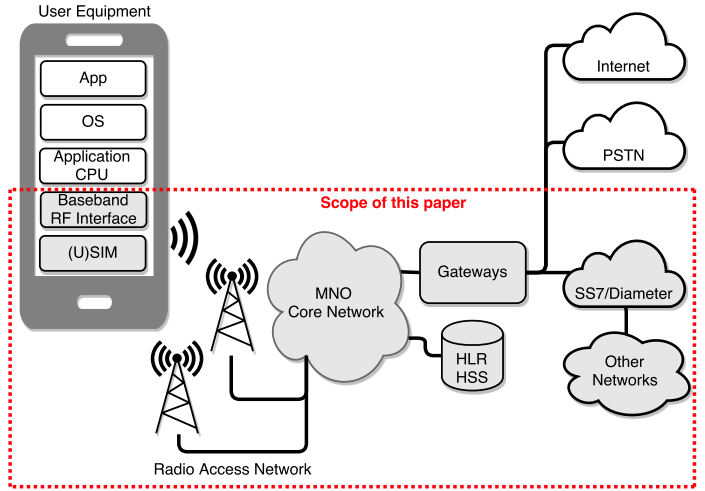 User Equipment
App
OS
Application
CPU
Baseband
RF Interface
(U)SIM
Internet
PSTN
Scope of this paper
MNO
Core Network
Gateways
SS7/Diameter
HLR
HSS
Other
Networks
Radio Access Network